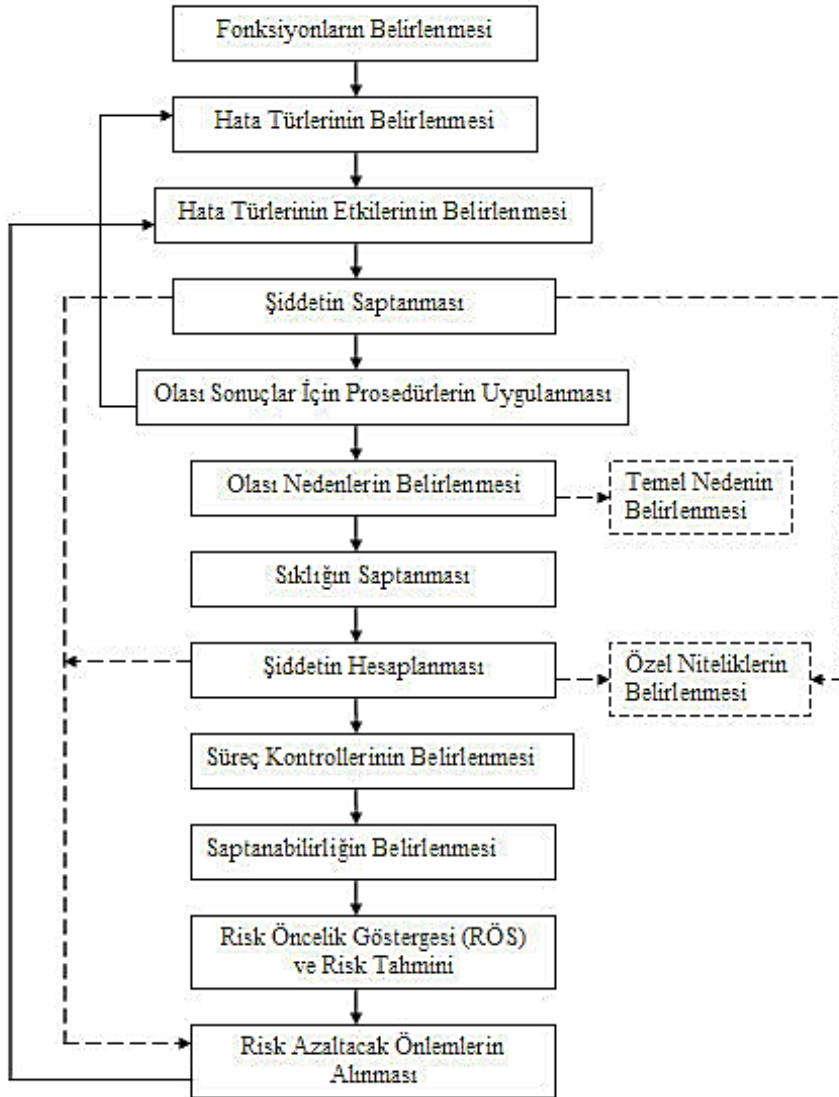 Fonksiyonların Belirlenmesi
Hata Türlerinin Belirlenmesi
Hata Türlerinin Etkilerinin Belirlenmesi
Şiddetin Saptanması
Olası Sonuçlar İçin Prosedürlerin Uygulanması
Olası Nedenlerin Belirlenmesi
Temel Nedenin
Belirlenmesi
Sıklığın Saptanması
Şiddetin Hesaplanması
Özel Niteliklerin
Belirlenmesi
Süreç Kontrollerinin Belirlenmesi
Saptanabilirliğin Belirlenmesi
Risk Öncelik Göstergesi (RÖS)
ve Risk Tahmini
Risk Azaltacak Önlemlerin
Alınması